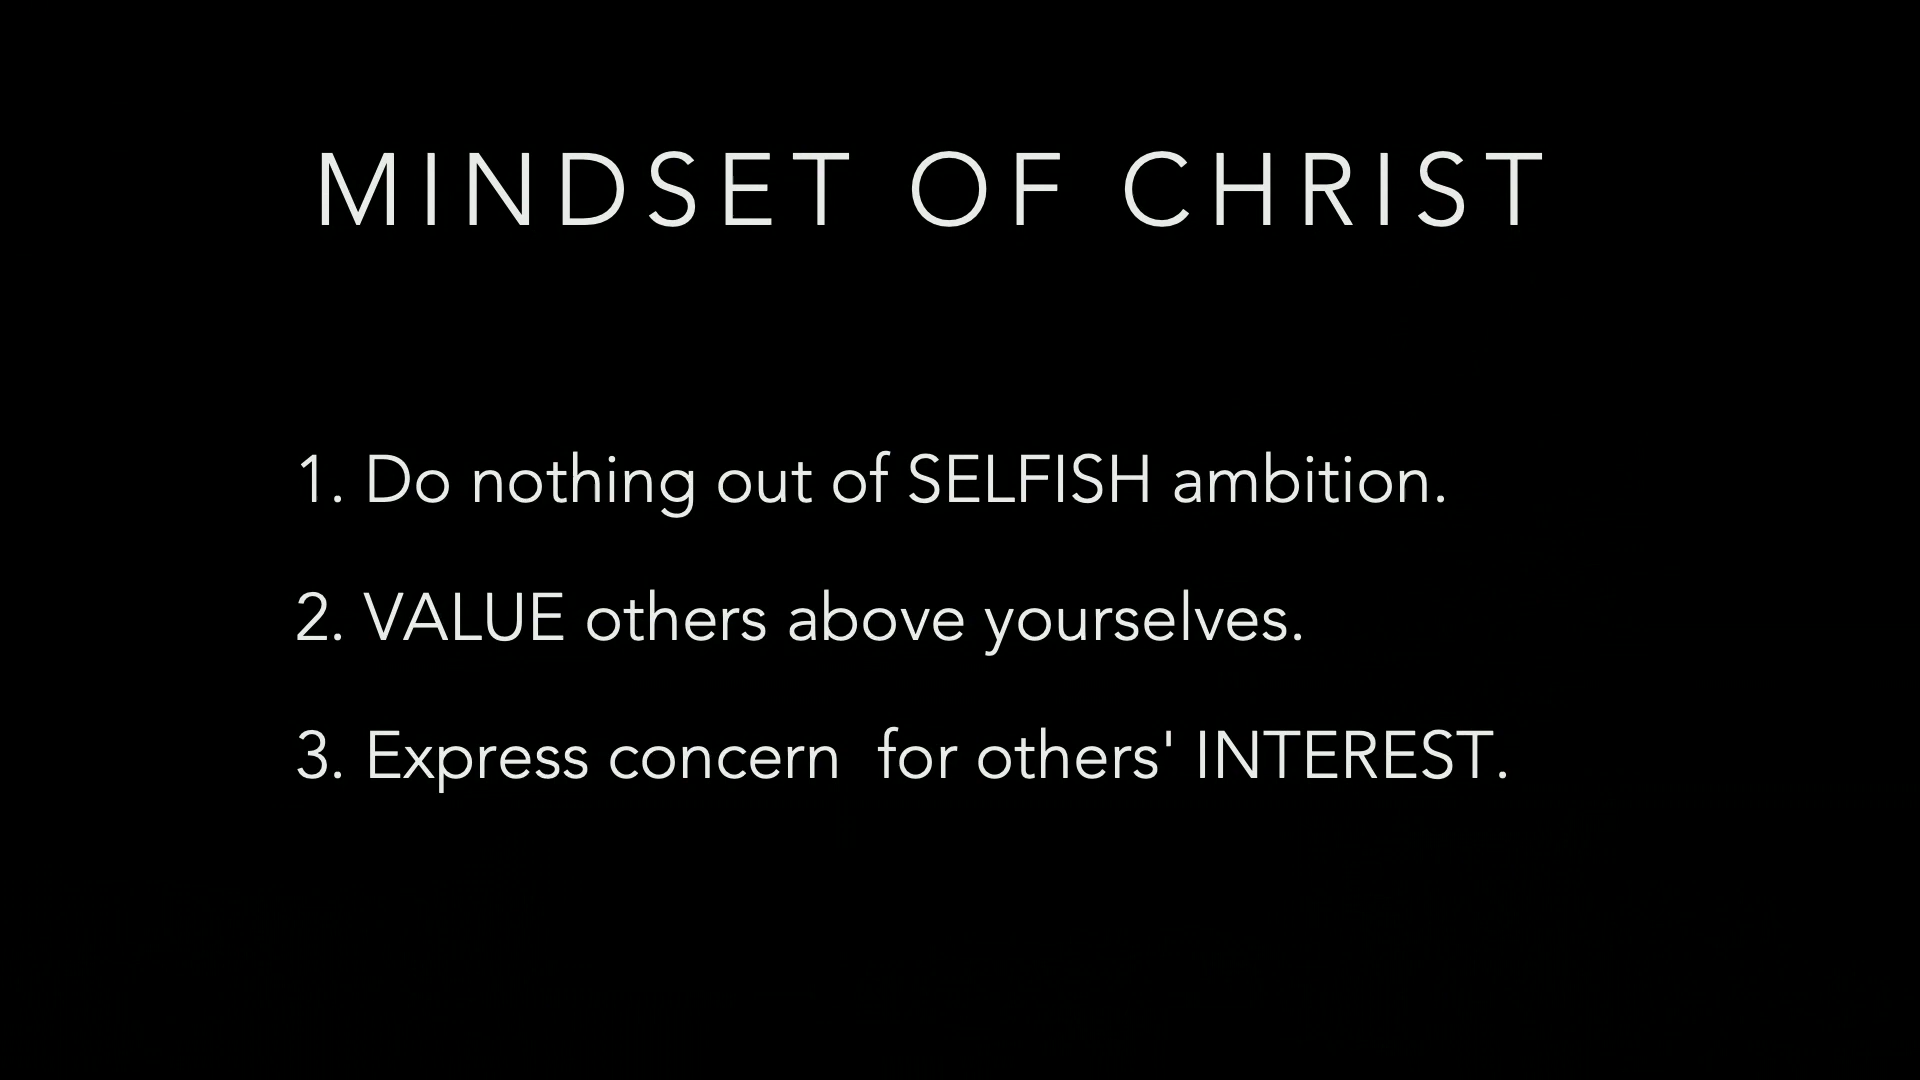 MINDSET OF CHRIST
1. Do nothing out of SELFISH ambition.
2. VALUE others above yourselves.
3. Express concern  for others' INTEREST.